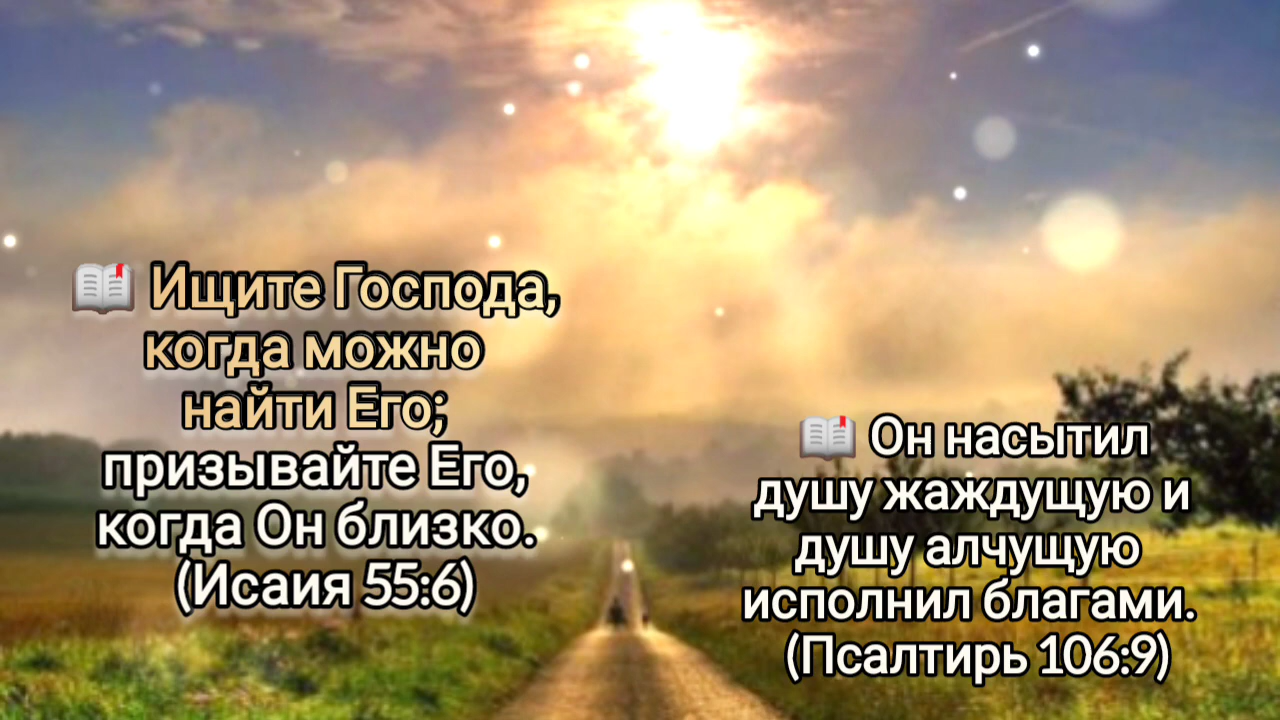 📖 Ищите Господа,
когда можно
найти Его;
призывайте Его,
когда Он близко.
(Исаия 55:6)
📖 Он насытил
душу жаждущую и
душу алчущую
исполнил благами.
(Псалтирь 106:9)